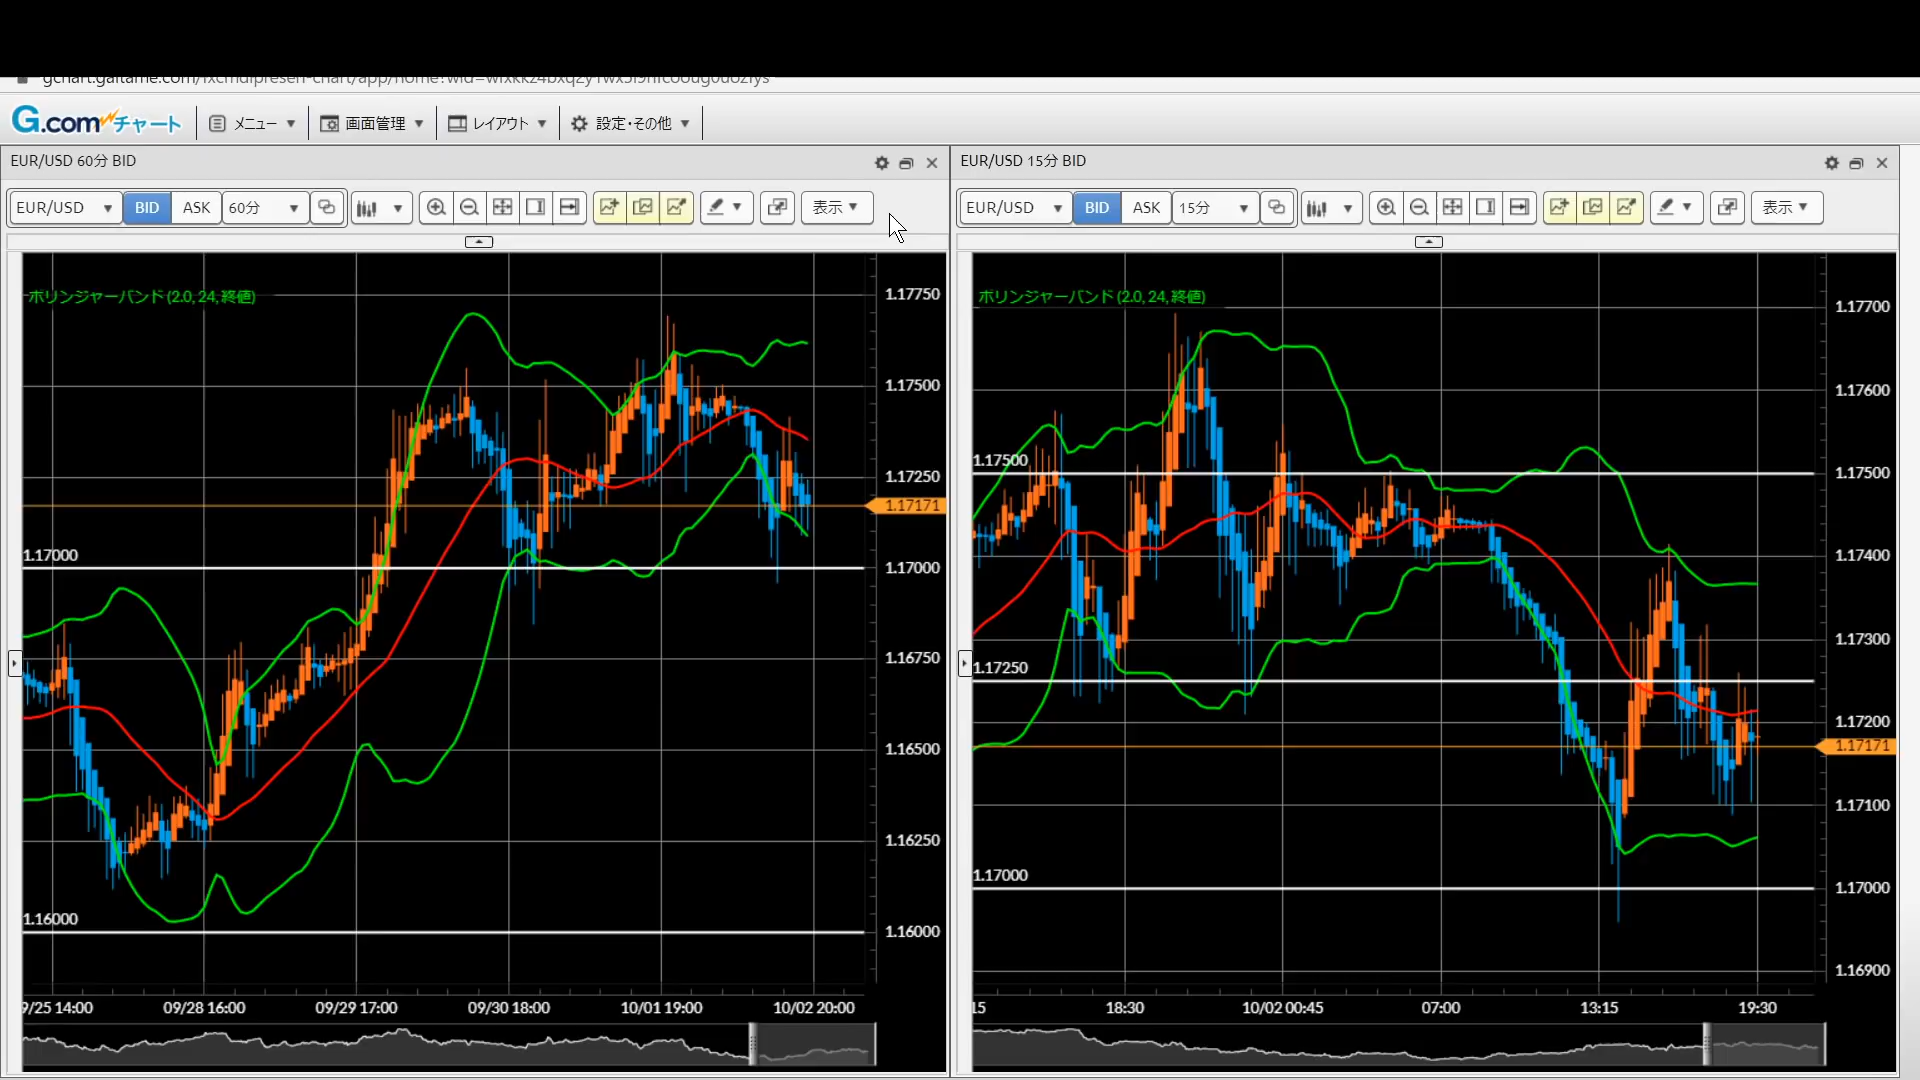 G.comチャート メニュー 画面管理 レイアウト 設定・その他
EUR/USD 60分 BID
EUR/USD BID ASK 60分 表示
ボリンジャーバンド (2.0, 24, 終値)
1.17750
1.17500
1.17250
1.17171
1.17000
1.17000
1.16750
1.16500
1.16250
1.16000
1.16000
9/25 14:00 09/28 16:00 09/29 17:00 09/30 18:00 10/01 19:00 10/02 20:00
EUR/USD 15分 BID
EUR/USD BID ASK 15分 表示
ボリンジャーバンド (2.0, 24, 終値)
1.17700
1.17600
1.17500
1.17500
1.17400
1.17300
1.17250
1.17200
1.17171
1.17100
1.17000
1.17000
1.16900
15 18:30 10/02 00:45 07:00 13:15 19:30